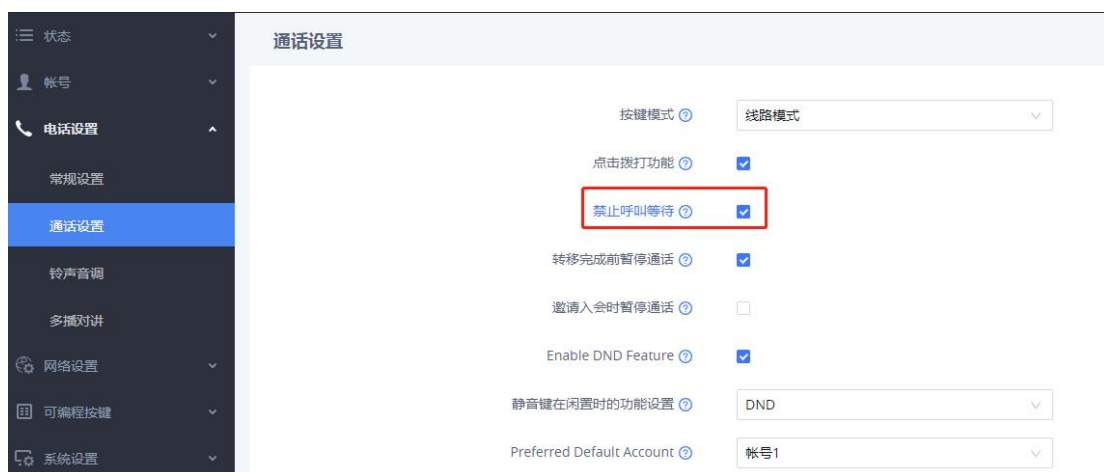 状态
帐号
电话设置
常规设置
通话设置
铃声音调
多播对讲
网络设置
可编程按键
系统设置
通话设置
按键模式 线路模式
点击拨打功能
禁止呼叫等待
转移完成前暂停通话
邀请入会时暂停通话
Enable DND Feature
静音键在闲置时的功能设置 DND
Preferred Default Account 帐号1